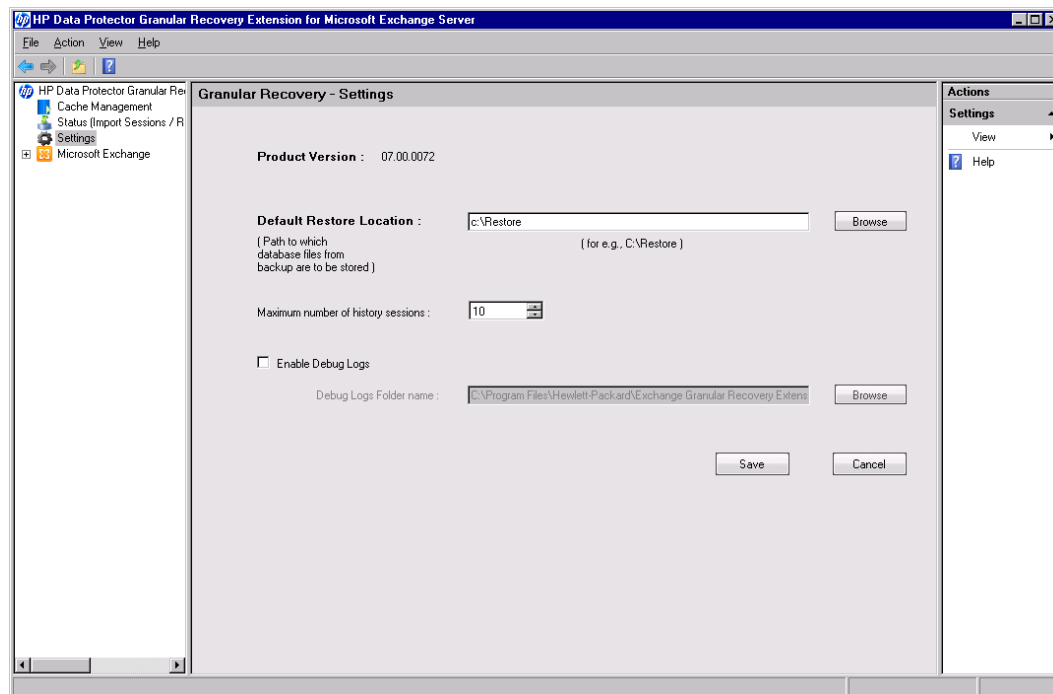 HP Data Protector Granular Recovery Extension for Microsoft Exchange Server
File Action View Help
HP Data Protector Granular Re
Cache Management
Status (Import Sessions / R
Settings
Microsoft Exchange
Granular Recovery - Settings
Product Version : 07.00.0072
Default Restore Location : c:\Restore Browse
( Path to which
database files from
backup are to be stored )
( for e.g., C:\Restore )
Maximum number of history sessions : 10
Enable Debug Logs
Debug Logs Folder name : C:\Program Files\Hewlett-Packard\Exchange Granular Recovery Extens Browse
Save Cancel
Actions
Settings
View
Help